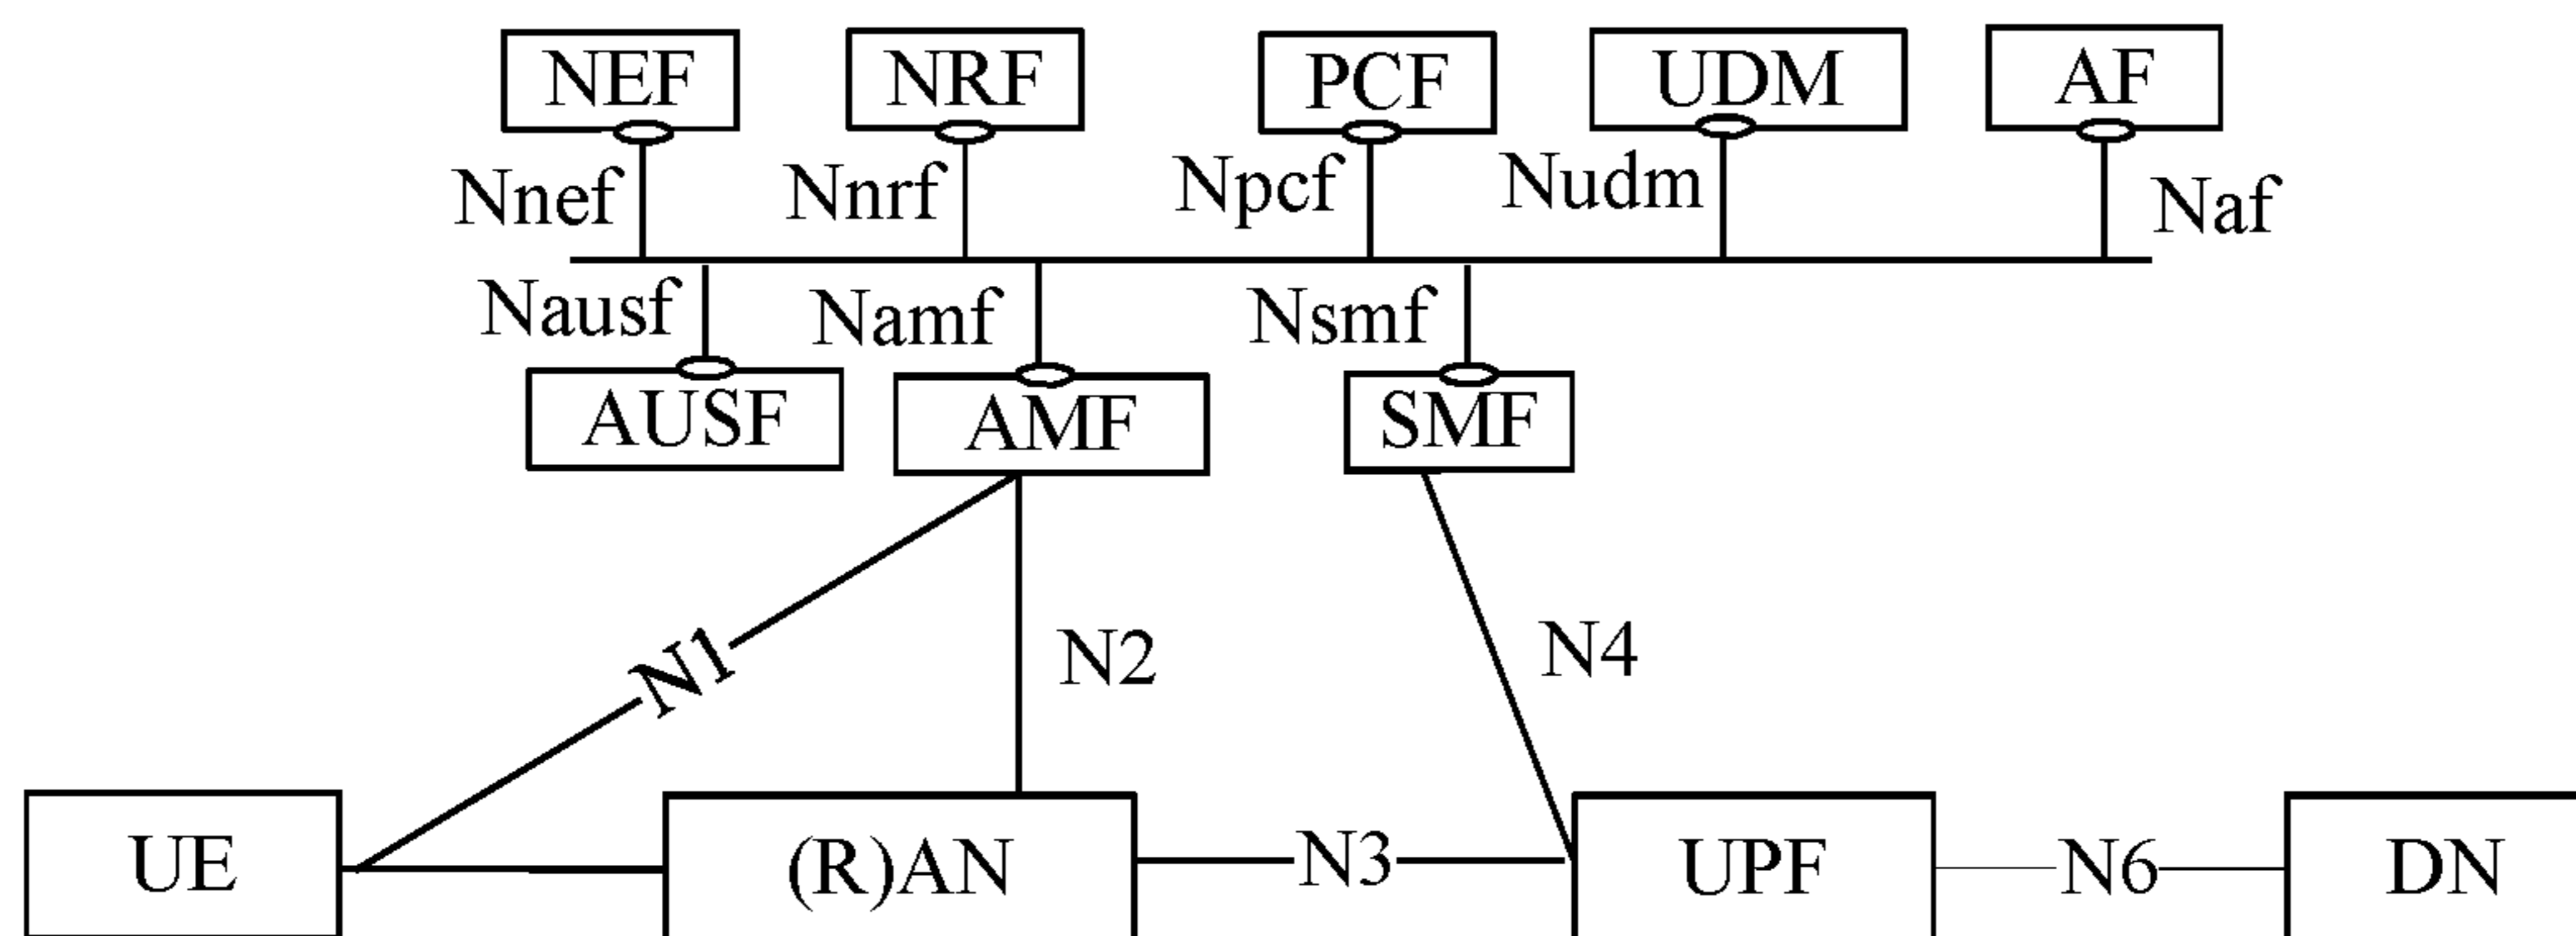 NEF NRF PCF UDM AF
Nnef Nnrf Npcf Nudm Naf
Nausf Namf Nsmf
AUSF AMF SMF
N1 N2 N4
UE (R)AN N3 UPF N6 DN